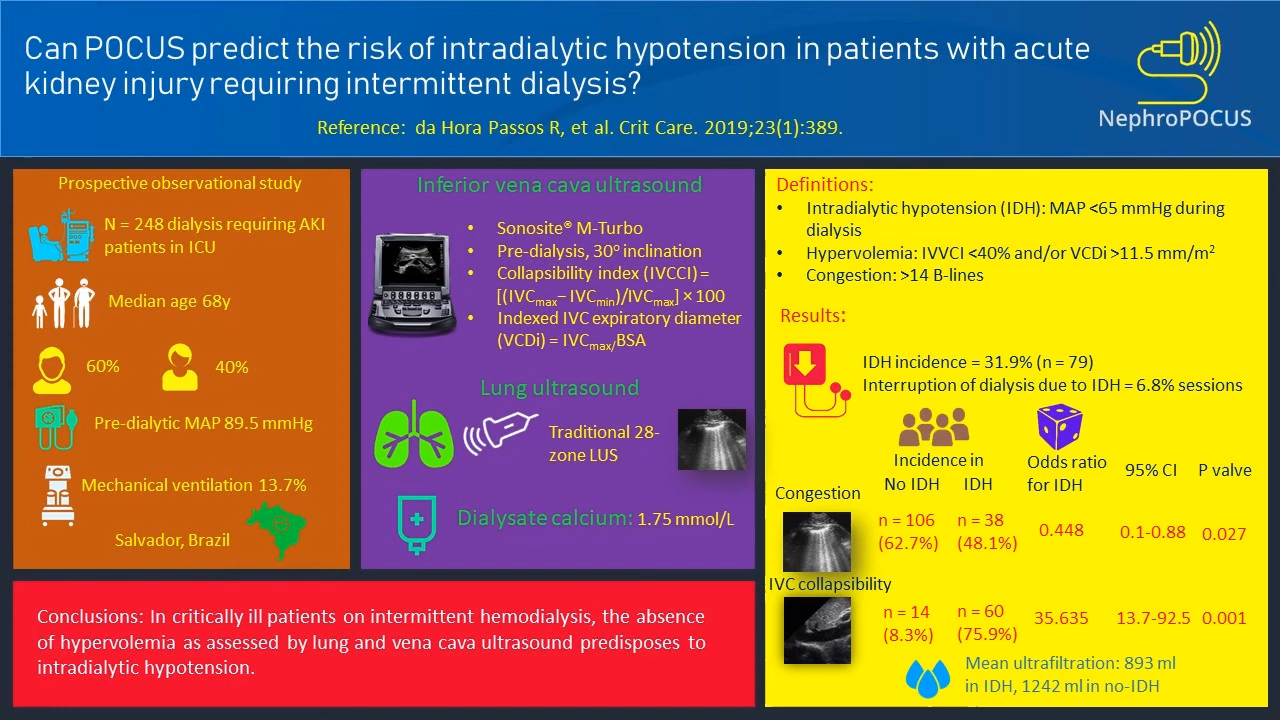 Can POCUS predict the risk of intradialytic hypotension in patients with acute
kidney injury requiring intermittent dialysis?
Reference: da Hora Passos R, et al. Crit Care. 2019;23(1):389.
NephroPOCUS
Prospective observational study
N = 248 dialysis requiring AKI
patients in ICU
Median age 68y
60%
40%
Pre-dialytic MAP 89.5 mmHg
Mechanical ventilation 13.7%
Salvador, Brazil
Inferior vena cava ultrasound
• Sonosite® M-Turbo
• Pre-dialysis, 30° inclination
• Collapsibility index (IVCCI) =
[(IVCmax– IVCmin)/IVCmax] × 100
• Indexed IVC expiratory diameter
(VCDi) = IVCmax/BSA
Lung ultrasound
Traditional 28-
zone LUS
Dialysate calcium: 1.75 mmol/L
Definitions:
• Intradialytic hypotension (IDH): MAP <65 mmHg during
dialysis
• Hypervolemia: IVVCI <40% and/or VCDi >11.5 mm/m²
• Congestion: >14 B-lines
Results:
IDH incidence = 31.9% (n = 79)
Interruption of dialysis due to IDH = 6.8% sessions
Incidence in
No IDH IDH
Odds ratio
for IDH
95% CI
P valve
Congestion
n = 106 n = 38
(62.7%) (48.1%)
0.448
0.1-0.88
0.027
IVC collapsibility
n = 14 n = 60
(8.3%) (75.9%)
35.635
13.7-92.5
0.001
Mean ultrafiltration: 893 ml
in IDH, 1242 ml in no-IDH
Conclusions: In critically ill patients on intermittent hemodialysis, the absence
of hypervolemia as assessed by lung and vena cava ultrasound predisposes to
intradialytic hypotension.